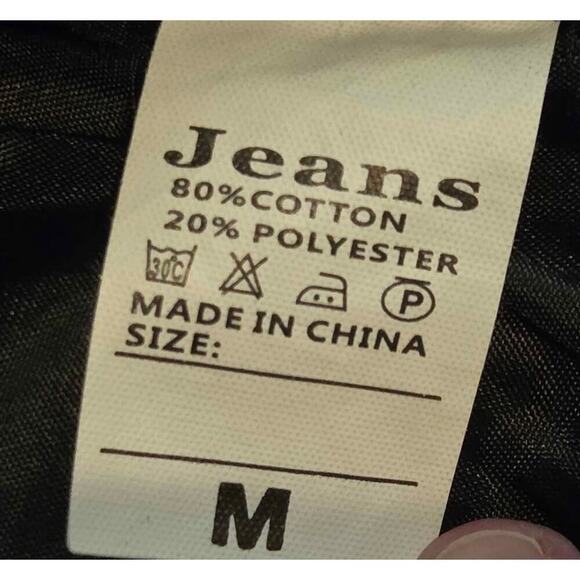 Jeans
80%COTTON
20% POLYESTER
30℃ P
MADE IN CHINA
SIZE:
M